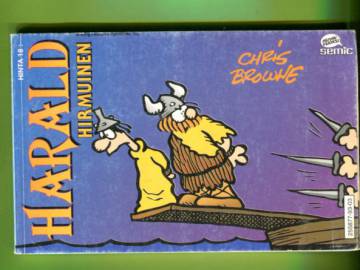 HINTA 18
HARALD
HIRMUINEN
CHRIS
BROWNE
semic